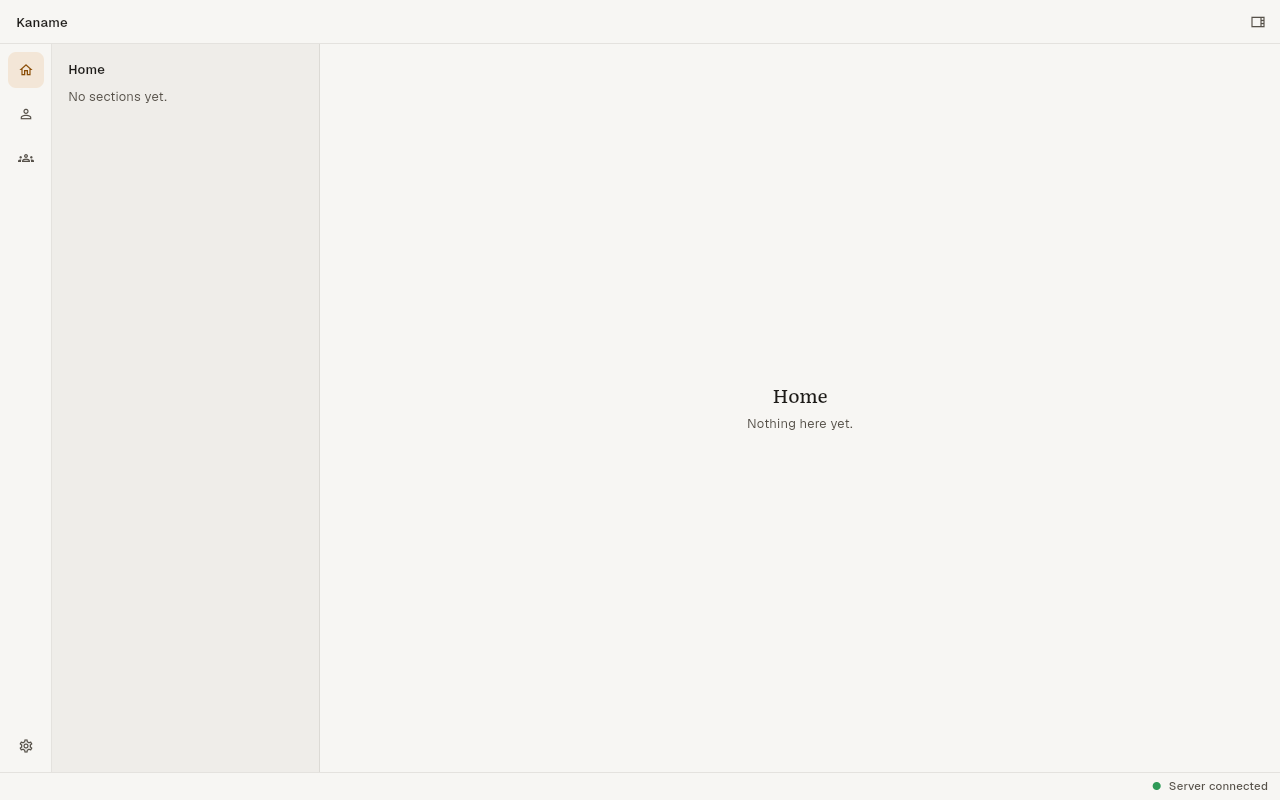 Kaname
Home
No sections yet.
Home
Nothing here yet.
Server connected